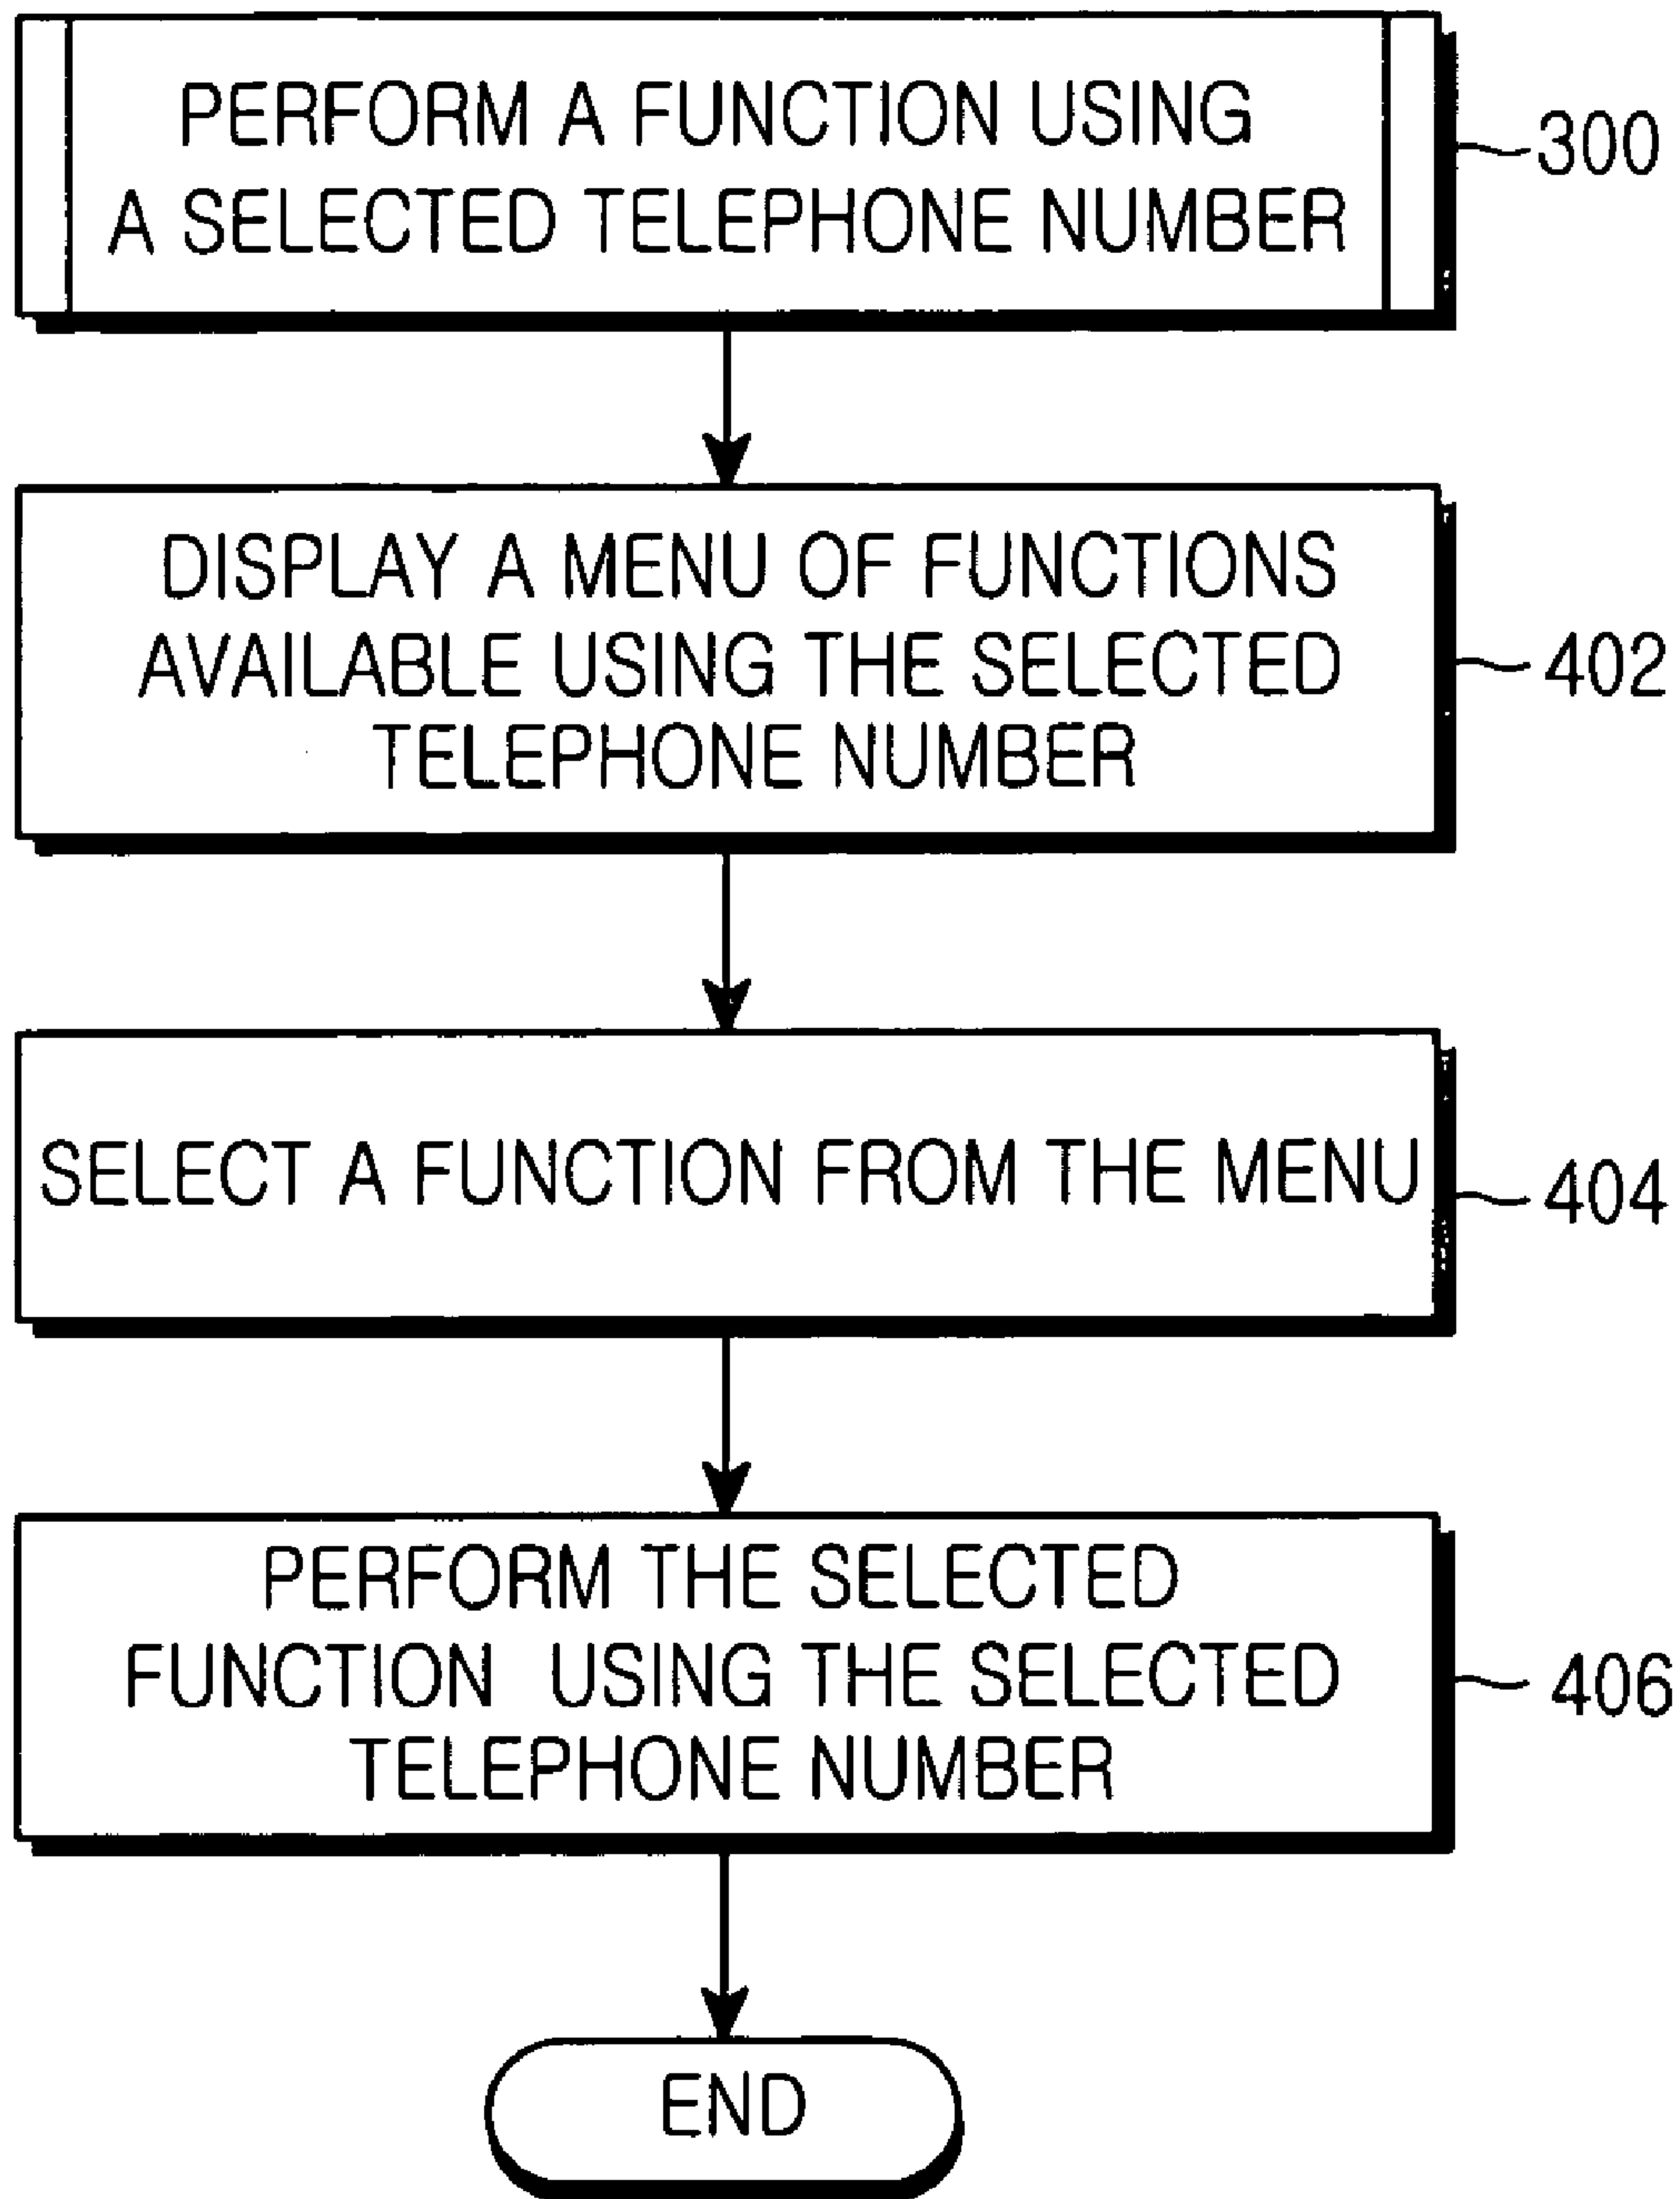 PERFORM A FUNCTION USING
A SELECTED TELEPHONE NUMBER
300
DISPLAY A MENU OF FUNCTIONS
AVAILABLE USING THE SELECTED
TELEPHONE NUMBER
402
SELECT A FUNCTION FROM THE MENU
404
PERFORM THE SELECTED
FUNCTION USING THE SELECTED
TELEPHONE NUMBER
406
END